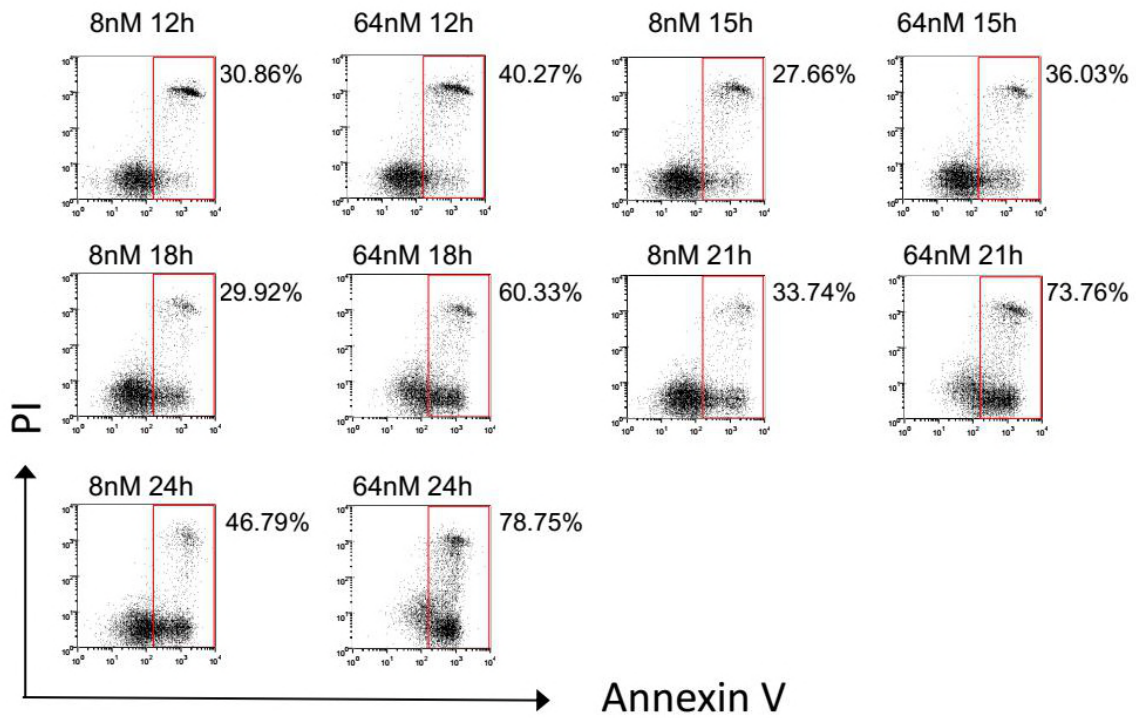 8nM 12h
64nM 12h
8nM 15h
64nM 15h
30.86%
40.27%
27.66%
36.03%
8nM 18h
64nM 18h
8nM 21h
64nM 21h
29.92%
60.33%
33.74%
73.76%
8nM 24h
64nM 24h
46.79%
78.75%
PI
Annexin V